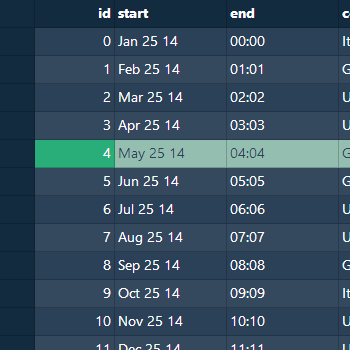 id start end c
0 Jan 25 14 00:00 It
1 Feb 25 14 01:01 G
2 Mar 25 14 02:02 U
3 Apr 25 14 03:03 U
4 May 25 14 04:04 G
5 Jun 25 14 05:05 G
6 Jul 25 14 06:06 U
7 Aug 25 14 07:07 U
8 Sep 25 14 08:08 G
9 Oct 25 14 09:09 It
10 Nov 25 14 10:10 U
11 Dec 25 14 11:11 U